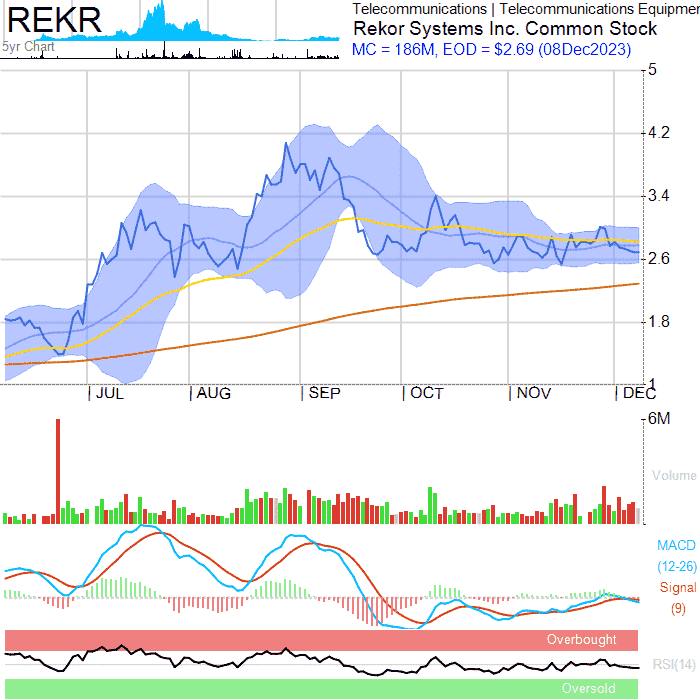 REKR
5yr Chart
Telecommunications | Telecommunications Equipmen
Rekor Systems Inc. Common Stock
MC = 186M, EOD = $2.69 (08Dec2023)
5
4.2
3.4
2.6
1.8
1
JUL
AUG
SEP
OCT
NOV
DEC
6M
Volume
MACD
(12-26)
Signal
(9)
Overbought
RSI(14)
Oversold